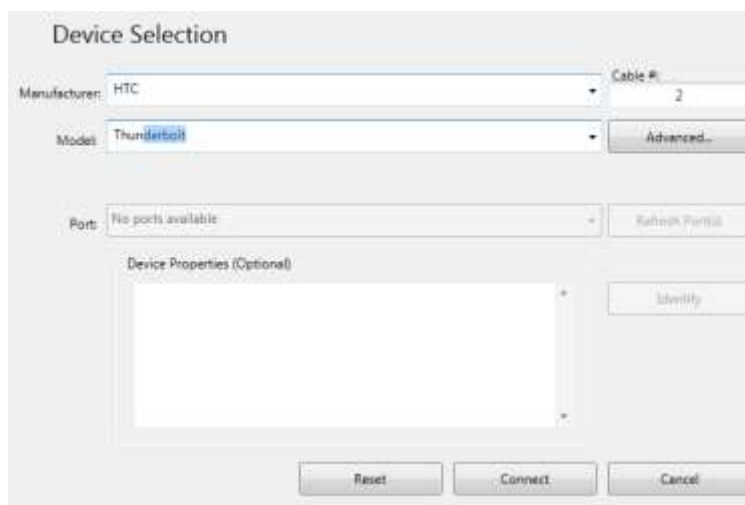 Device Selection
Cable #:
Manufacturer: HTC
2
Model: Thunderbolt
Advanced...
Port: No ports available
Refresh Port(s)
Device Properties (Optional)
Identify
Reset Connect Cancel